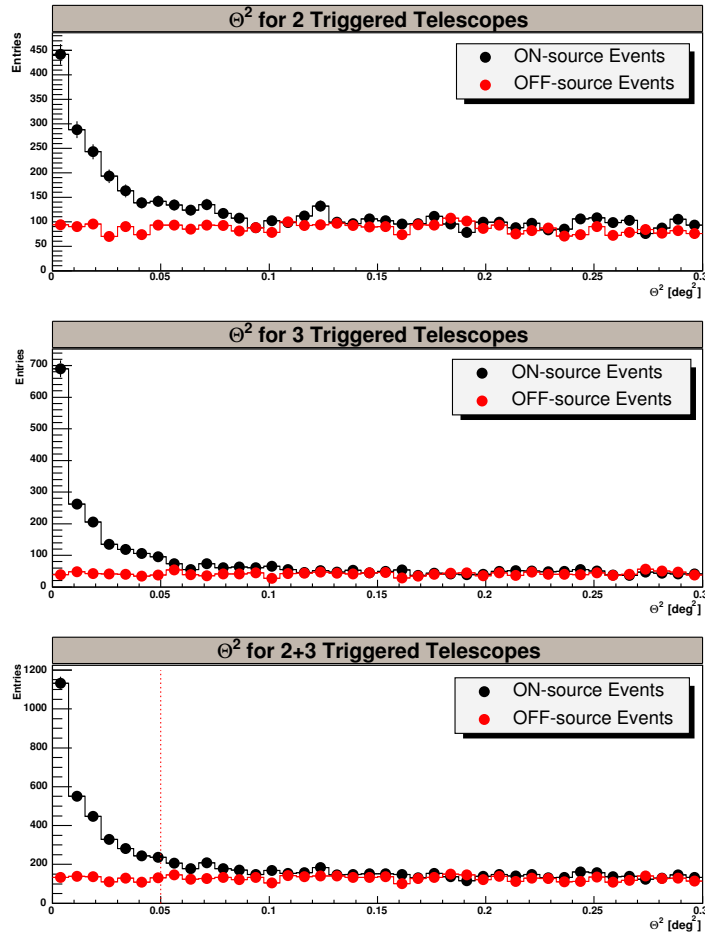 Θ² for 2 Triggered Telescopes
Entries
450
400
350
300
250
200
150
100
50
0
ON-source Events
OFF-source Events
0 0.05 0.1 0.15 0.2 0.25 0.3
Θ² [deg²]
Θ² for 3 Triggered Telescopes
Entries
700
600
500
400
300
200
100
0
ON-source Events
OFF-source Events
0 0.05 0.1 0.15 0.2 0.25 0.3
Θ² [deg²]
Θ² for 2+3 Triggered Telescopes
Entries
1200
1000
800
600
400
200
0
ON-source Events
OFF-source Events
0 0.05 0.1 0.15 0.2 0.25 0.3
Θ² [deg²]